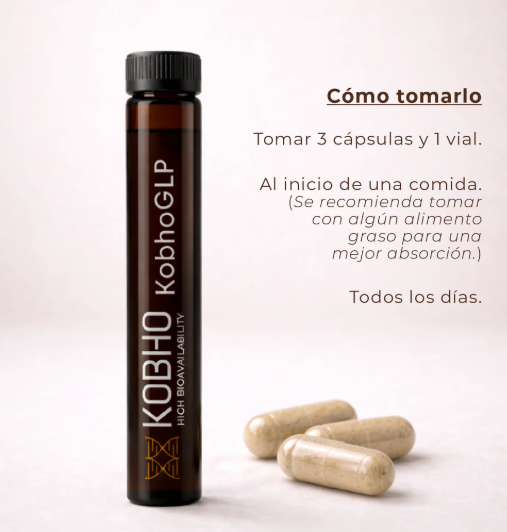 Cómo tomarlo
Tomar 3 cápsulas y 1 vial.
Al inicio de una comida.
(Se recomienda tomar
con algún alimento
graso para una
mejor absorción.)
Todos los días.
KobhoGLP
KOBHO
HIGH BIOAVAILABILITY